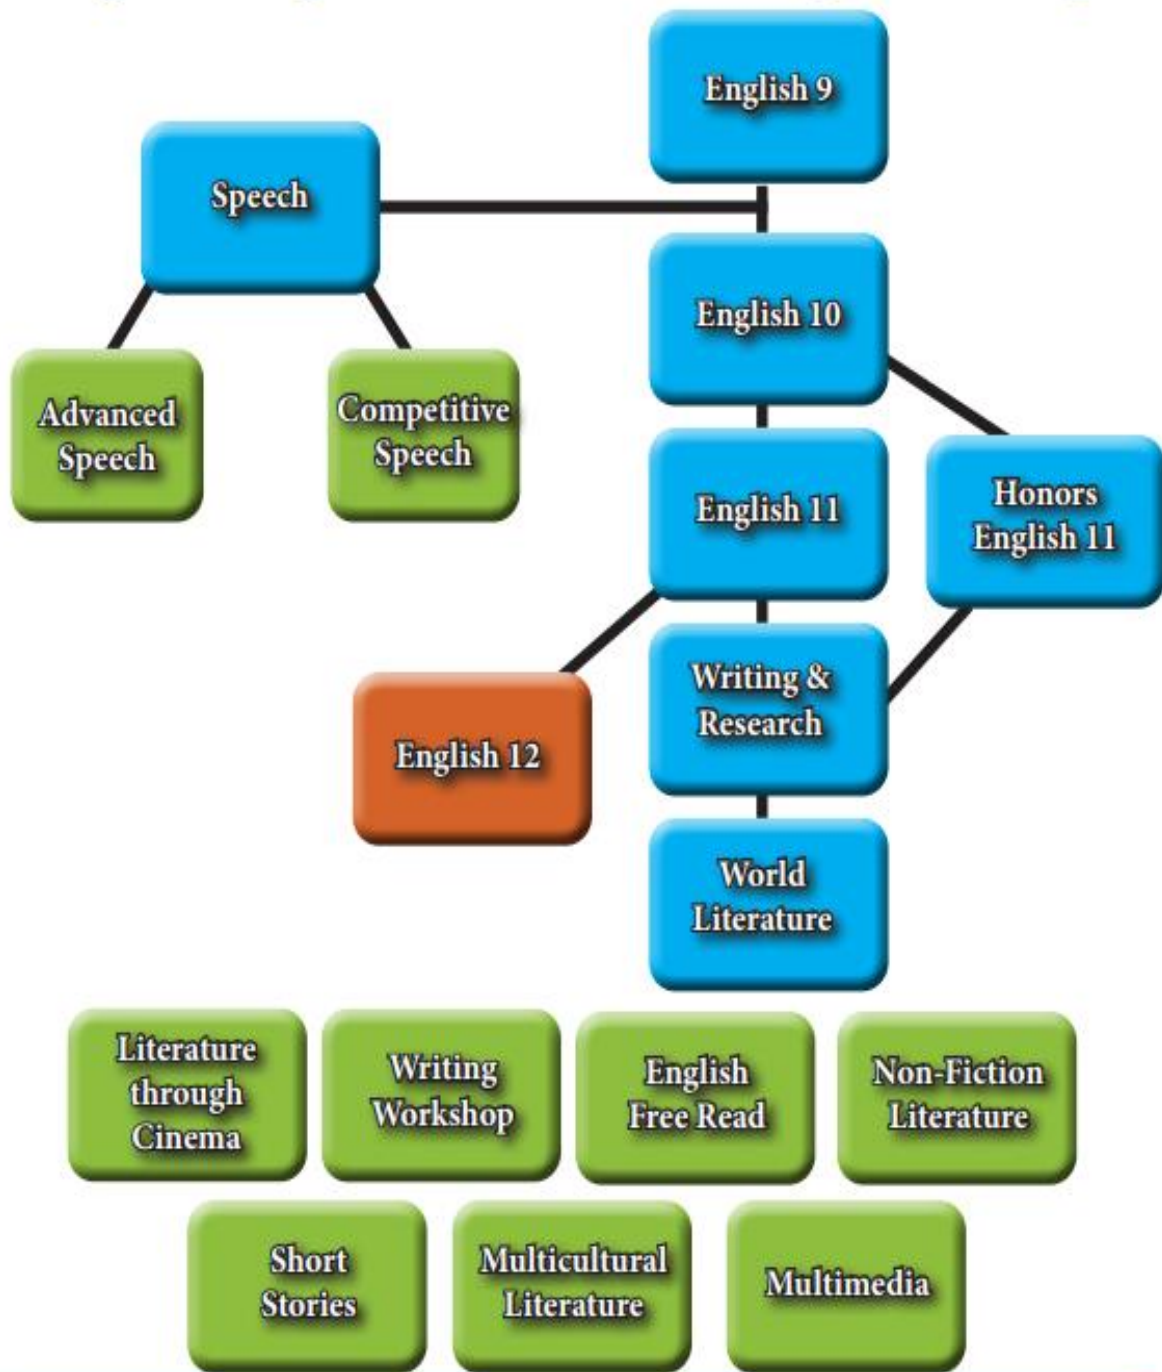 English 9
Speech
English 10
Advanced
Speech
Competitive
Speech
English 11
Honors
English 11
Writing &
Research
English 12
World
Literature
Literature
through
Cinema
Writing
Workshop
English
Free Read
Non-Fiction
Literature
Short
Stories
Multicultural
Literature
Multimedia